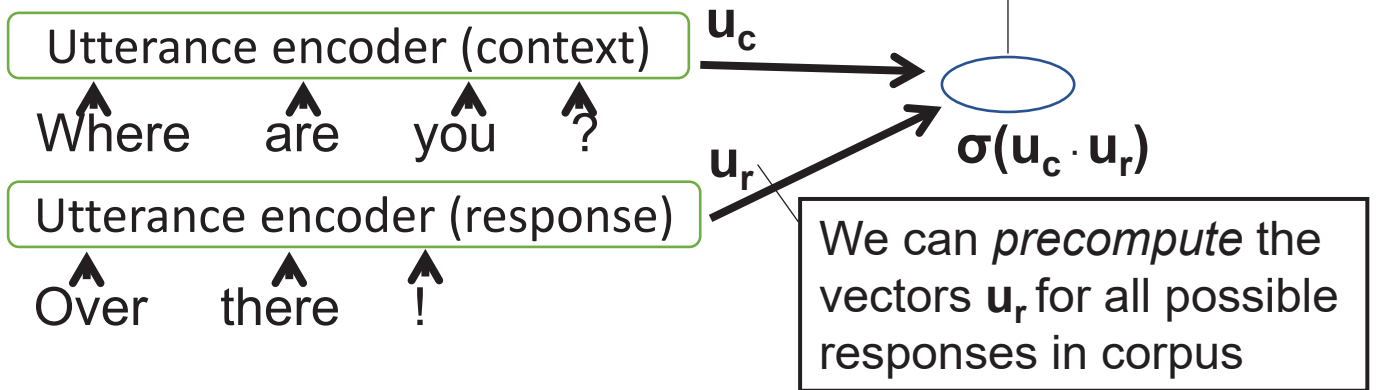 Utterance encoder (context)
u_c
Where are you ?
σ(u_c · u_r)
u_r
Utterance encoder (response)
Over there !
We can precompute the
vectors u_r for all possible
responses in corpus